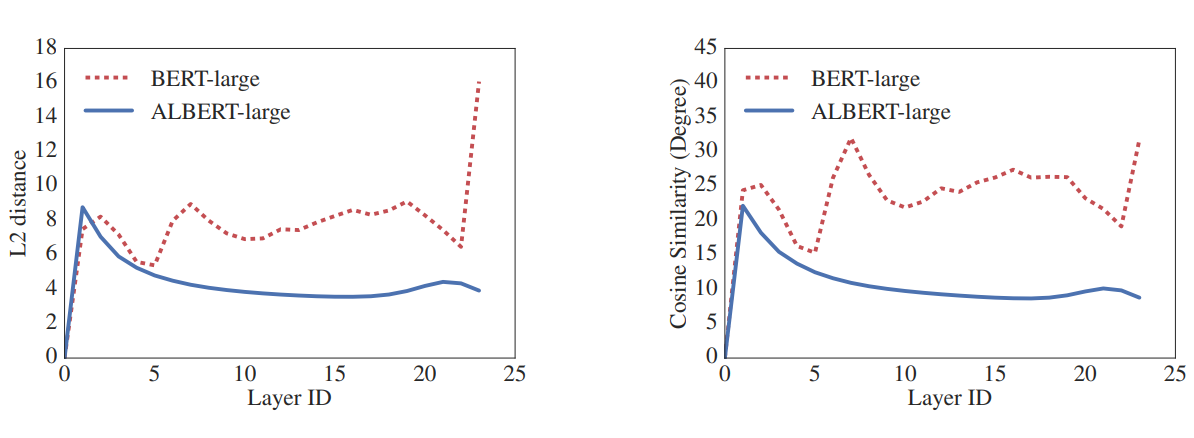 18
16
14
12
10
8
6
4
2
0
L2 distance
BERT-large
ALBERT-large
0 5 10 15 20 25
Layer ID
45
40
35
30
25
20
15
10
5
0
Cosine Similarity (Degree)
BERT-large
ALBERT-large
0 5 10 15 20 25
Layer ID